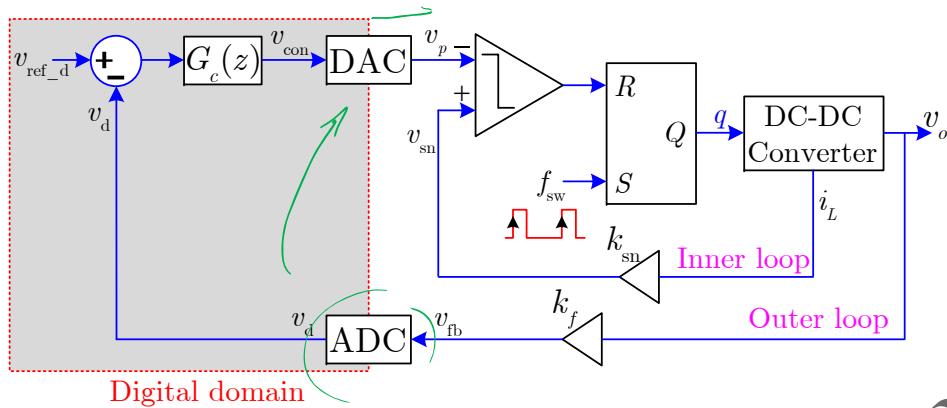 v_ref_d
+
−
G_c(z)
v_con
DAC
v_p
−
+
R
Q
S
q
DC-DC
Converter
v_o
v_d
v_sn
f_sw
i_L
k_sn
Inner loop
v_d
ADC
v_fb
k_f
Outer loop
Digital domain